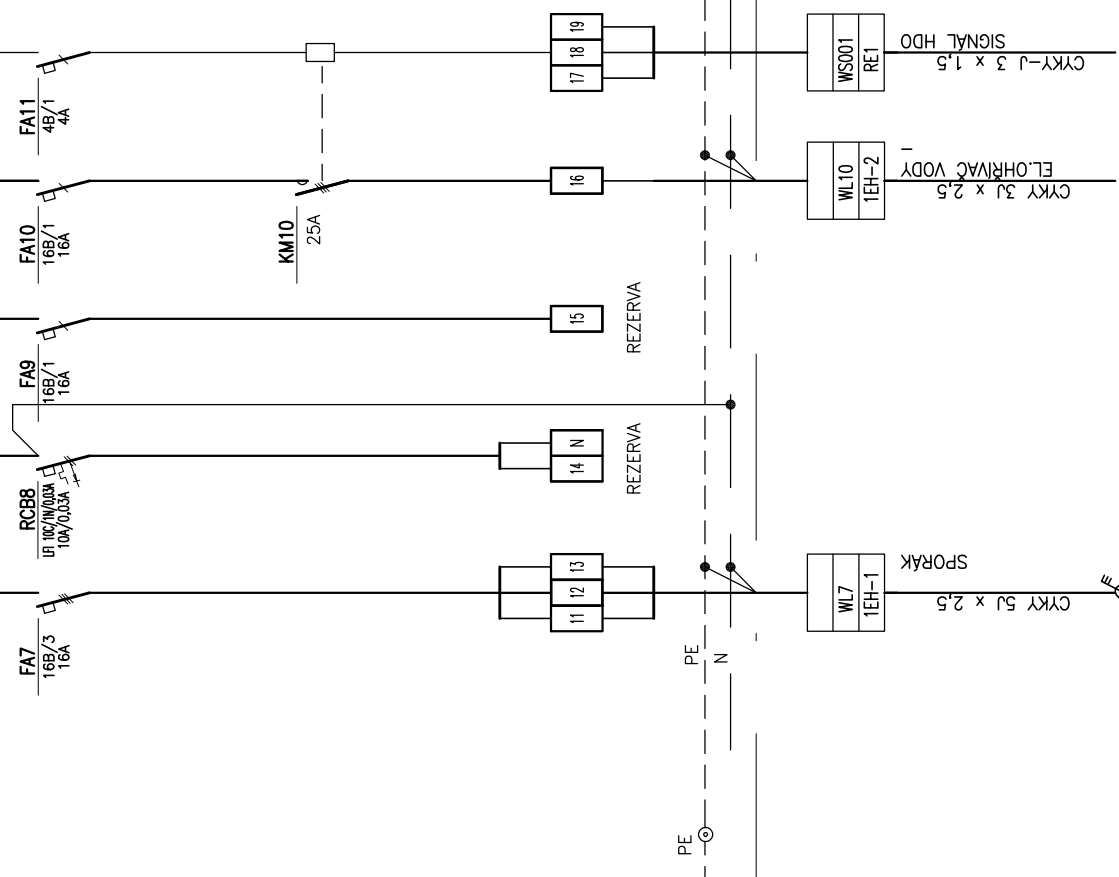 FA11
4B/1
4A
19
18
17
WS001
RE1
SIGNÁL HDO
CYKY-J 3 x 1,5
FA10
16B/1
16A
KM10
25A
16
WL10
1EH-2
EL.OHŘÍVAČ VODY
CYKY 3J x 2,5
FA9
16B/1
16A
15
REZERVA
RCB8
LFI 10C/1N/0,03A
10A/0,03A
N
14
REZERVA
FA7
16B/3
16A
13
12
11
PE
N
WL7
1EH-1
SPORÁK
CYKY 5J x 2,5
E
PE